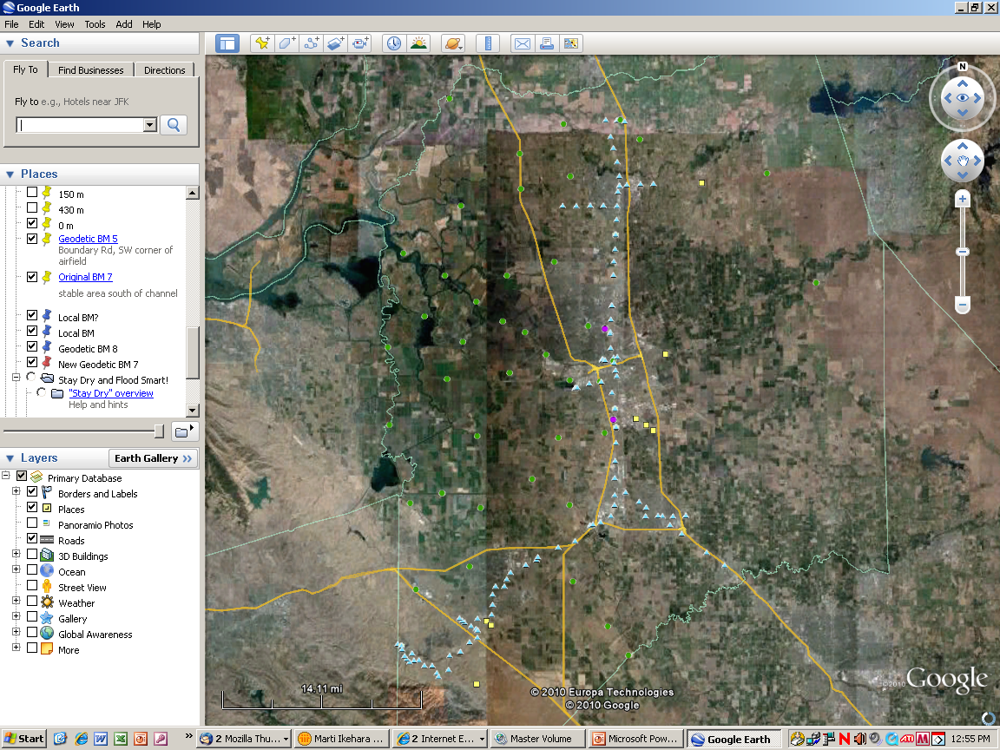 Google Earth
File Edit View Tools Add Help
Search
Fly To Find Businesses Directions
Fly to e.g., Hotels near JFK
Places
150 m
430 m
0 m
Geodetic BM 5
Boundary Rd, SW corner of
airfield
Original BM 7
stable area south of channel
Local BM?
Local BM
Geodetic BM 8
New Geodetic BM 7
Stay Dry and Flood Smart!
"Stay Dry" overview
Help and hints
Layers Earth Gallery >>
Primary Database
Borders and Labels
Places
Panoramio Photos
Roads
3D Buildings
Ocean
Street View
Weather
Gallery
Global Awareness
More
N
14.11 mi
© 2010 Europa Technologies
© 2010 Google
©2010 Google
Start » 2 Mozilla Thu... Marti Ikehara ... 2 Internet E... Master Volume Microsoft Pow... Google Earth 12:55 PM